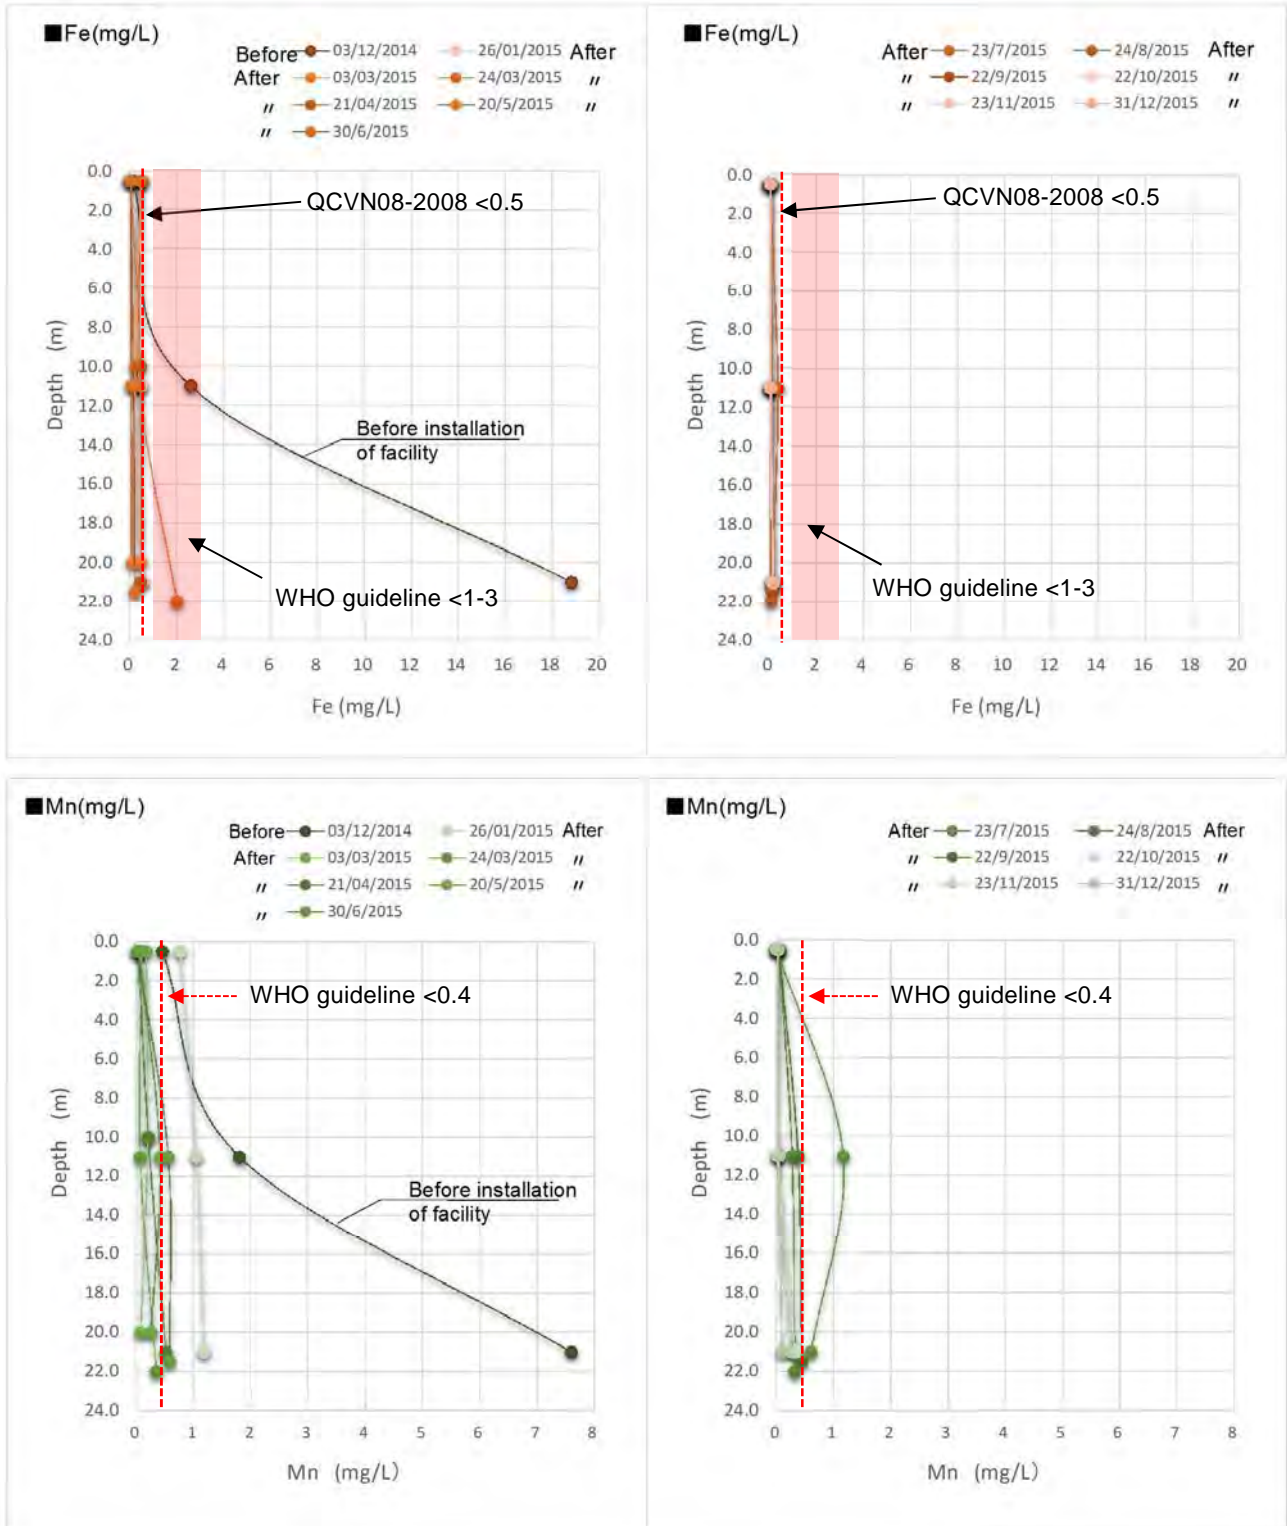 ■Fe(mg/L)
Before 03/12/2014 26/01/2015 After
After 03/03/2015 24/03/2015 〃
〃 21/04/2015 20/5/2015 〃
〃 30/6/2015
0.0
2.0
4.0
6.0
8.0
10.0
12.0
14.0
16.0
18.0
20.0
22.0
24.0
Depth (m)
QCVN08-2008 <0.5
Before installation
of facility
WHO guideline <1-3
0 2 4 6 8 10 12 14 16 18 20
Fe (mg/L)
■Fe(mg/L)
After 23/7/2015 24/8/2015 After
〃 22/9/2015 22/10/2015 〃
〃 23/11/2015 31/12/2015 〃
0.0
2.0
4.0
6.0
8.0
10.0
12.0
14.0
16.0
18.0
20.0
22.0
24.0
Depth (m)
QCVN08-2008 <0.5
WHO guideline <1-3
0 2 4 6 8 10 12 14 16 18 20
Fe (mg/L)
■Mn(mg/L)
Before 03/12/2014 26/01/2015 After
After 03/03/2015 24/03/2015 〃
〃 21/04/2015 20/5/2015 〃
〃 30/6/2015
0.0
2.0
4.0
6.0
8.0
10.0
12.0
14.0
16.0
18.0
20.0
22.0
24.0
Depth (m)
WHO guideline <0.4
Before installation
of facility
0 1 2 3 4 5 6 7 8
Mn (mg/L)
■Mn(mg/L)
After 23/7/2015 24/8/2015 After
〃 22/9/2015 22/10/2015 〃
〃 23/11/2015 31/12/2015 〃
0.0
2.0
4.0
6.0
8.0
10.0
12.0
14.0
16.0
18.0
20.0
22.0
24.0
Depth (m)
WHO guideline <0.4
0 1 2 3 4 5 6 7 8
Mn (mg/L)